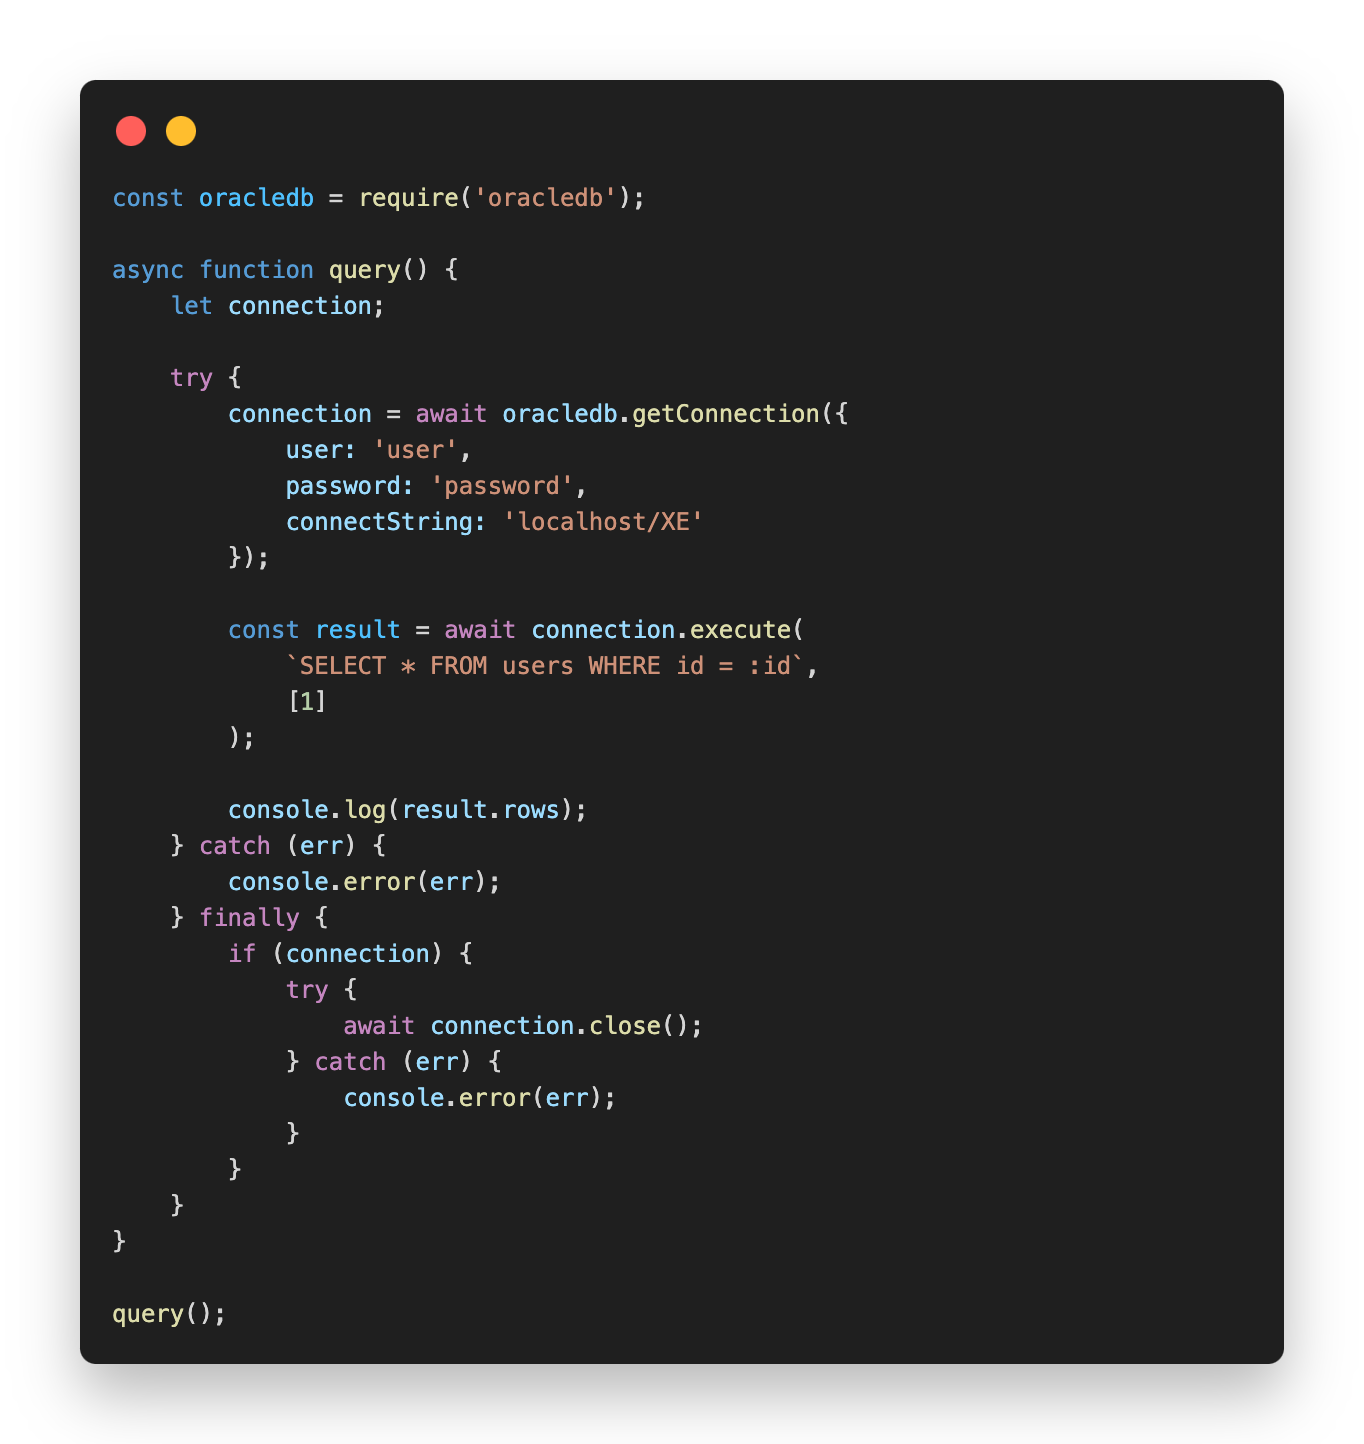 const oracledb = require('oracledb');

async function query() {
    let connection;

    try {
        connection = await oracledb.getConnection({
            user: 'user',
            password: 'password',
            connectString: 'localhost/XE'
        });

        const result = await connection.execute(
            `SELECT * FROM users WHERE id = :id`,
            [1]
        );

        console.log(result.rows);
    } catch (err) {
        console.error(err);
    } finally {
        if (connection) {
            try {
                await connection.close();
            } catch (err) {
                console.error(err);
            }
        }
    }
}

query();